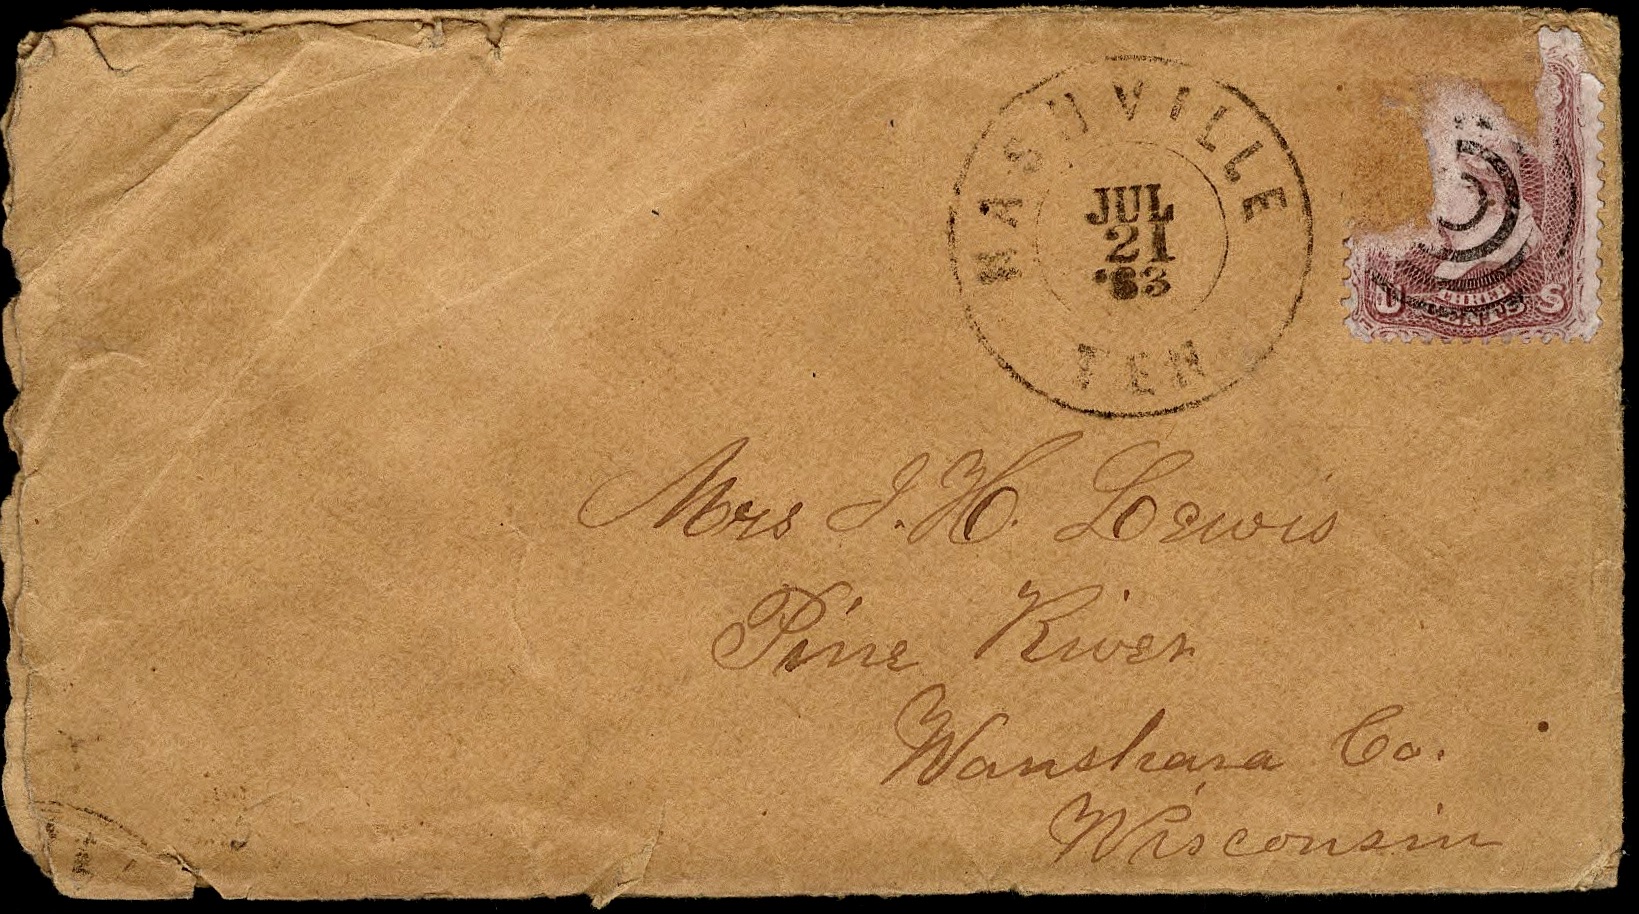 NASHVILLE
JUL
21
'63
TEN
U S
Mrs J. H. Lewis
Pine River
Waushara Co.
Wisconsin